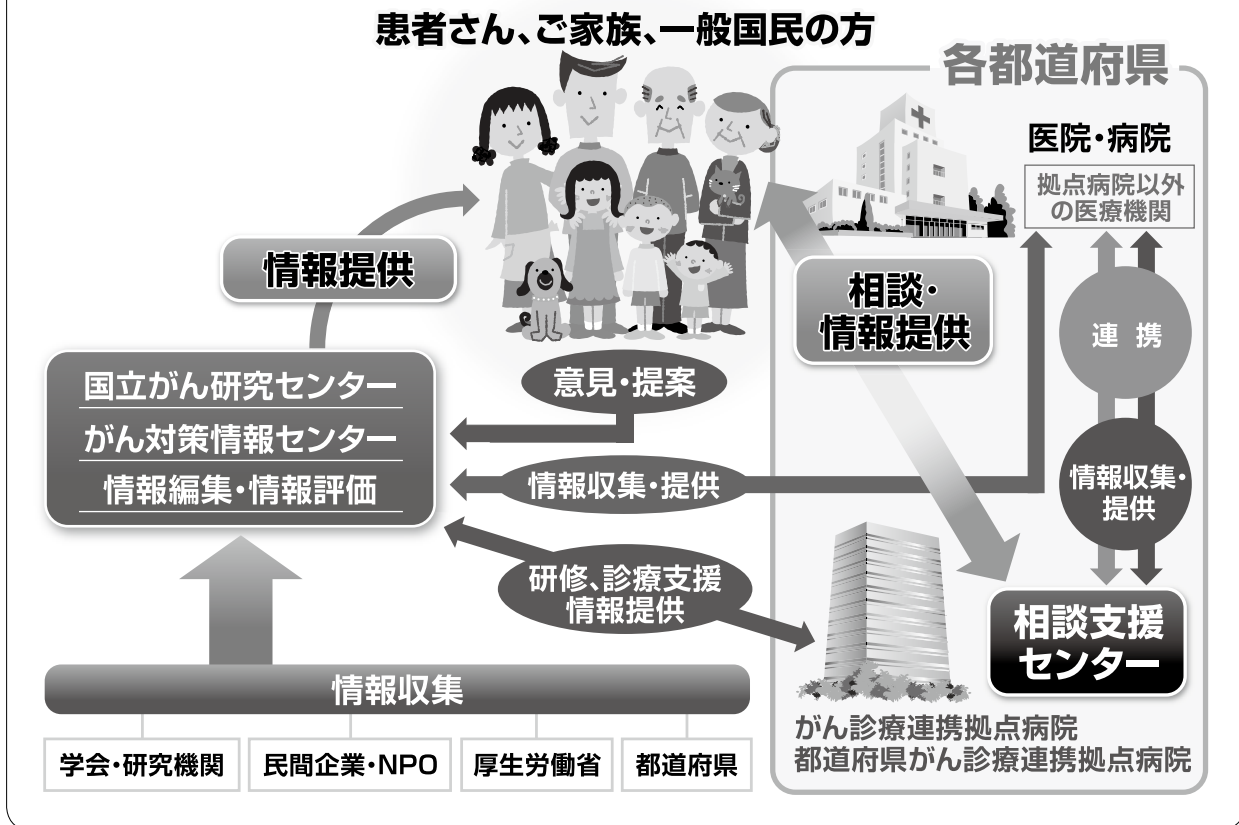 患者さん、ご家族、一般国民の方
各都道府県
医院・病院
拠点病院以外
の医療機関
情報提供
相談・
情報提供
連携
国立がん研究センター
がん対策情報センター
情報編集・情報評価
意見・提案
情報収集・提供
情報収集・
提供
研修、診療支援
情報提供
相談支援
センター
情報収集
がん診療連携拠点病院
都道府県がん診療連携拠点病院
学会・研究機関
民間企業・NPO
厚生労働省
都道府県